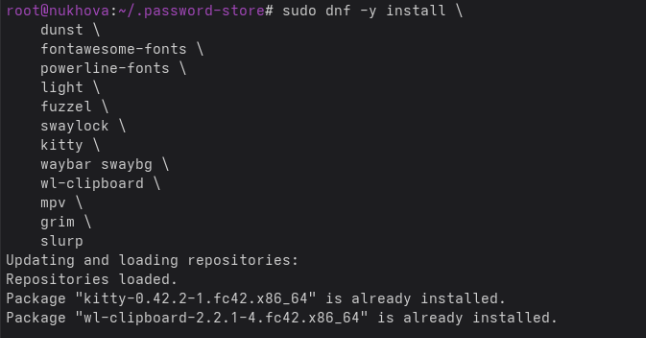 root@nukhova:~/.password-store# sudo dnf -y install \
    dunst \
    fontawesome-fonts \
    powerline-fonts \
    light \
    fuzzel \
    swaylock \
    kitty \
    waybar swaybg \
    wl-clipboard \
    mpv \
    grim \
    slurp
Updating and loading repositories:
Repositories loaded.
Package "kitty-0.42.2-1.fc42.x86_64" is already installed.
Package "wl-clipboard-2.2.1-4.fc42.x86_64" is already installed.